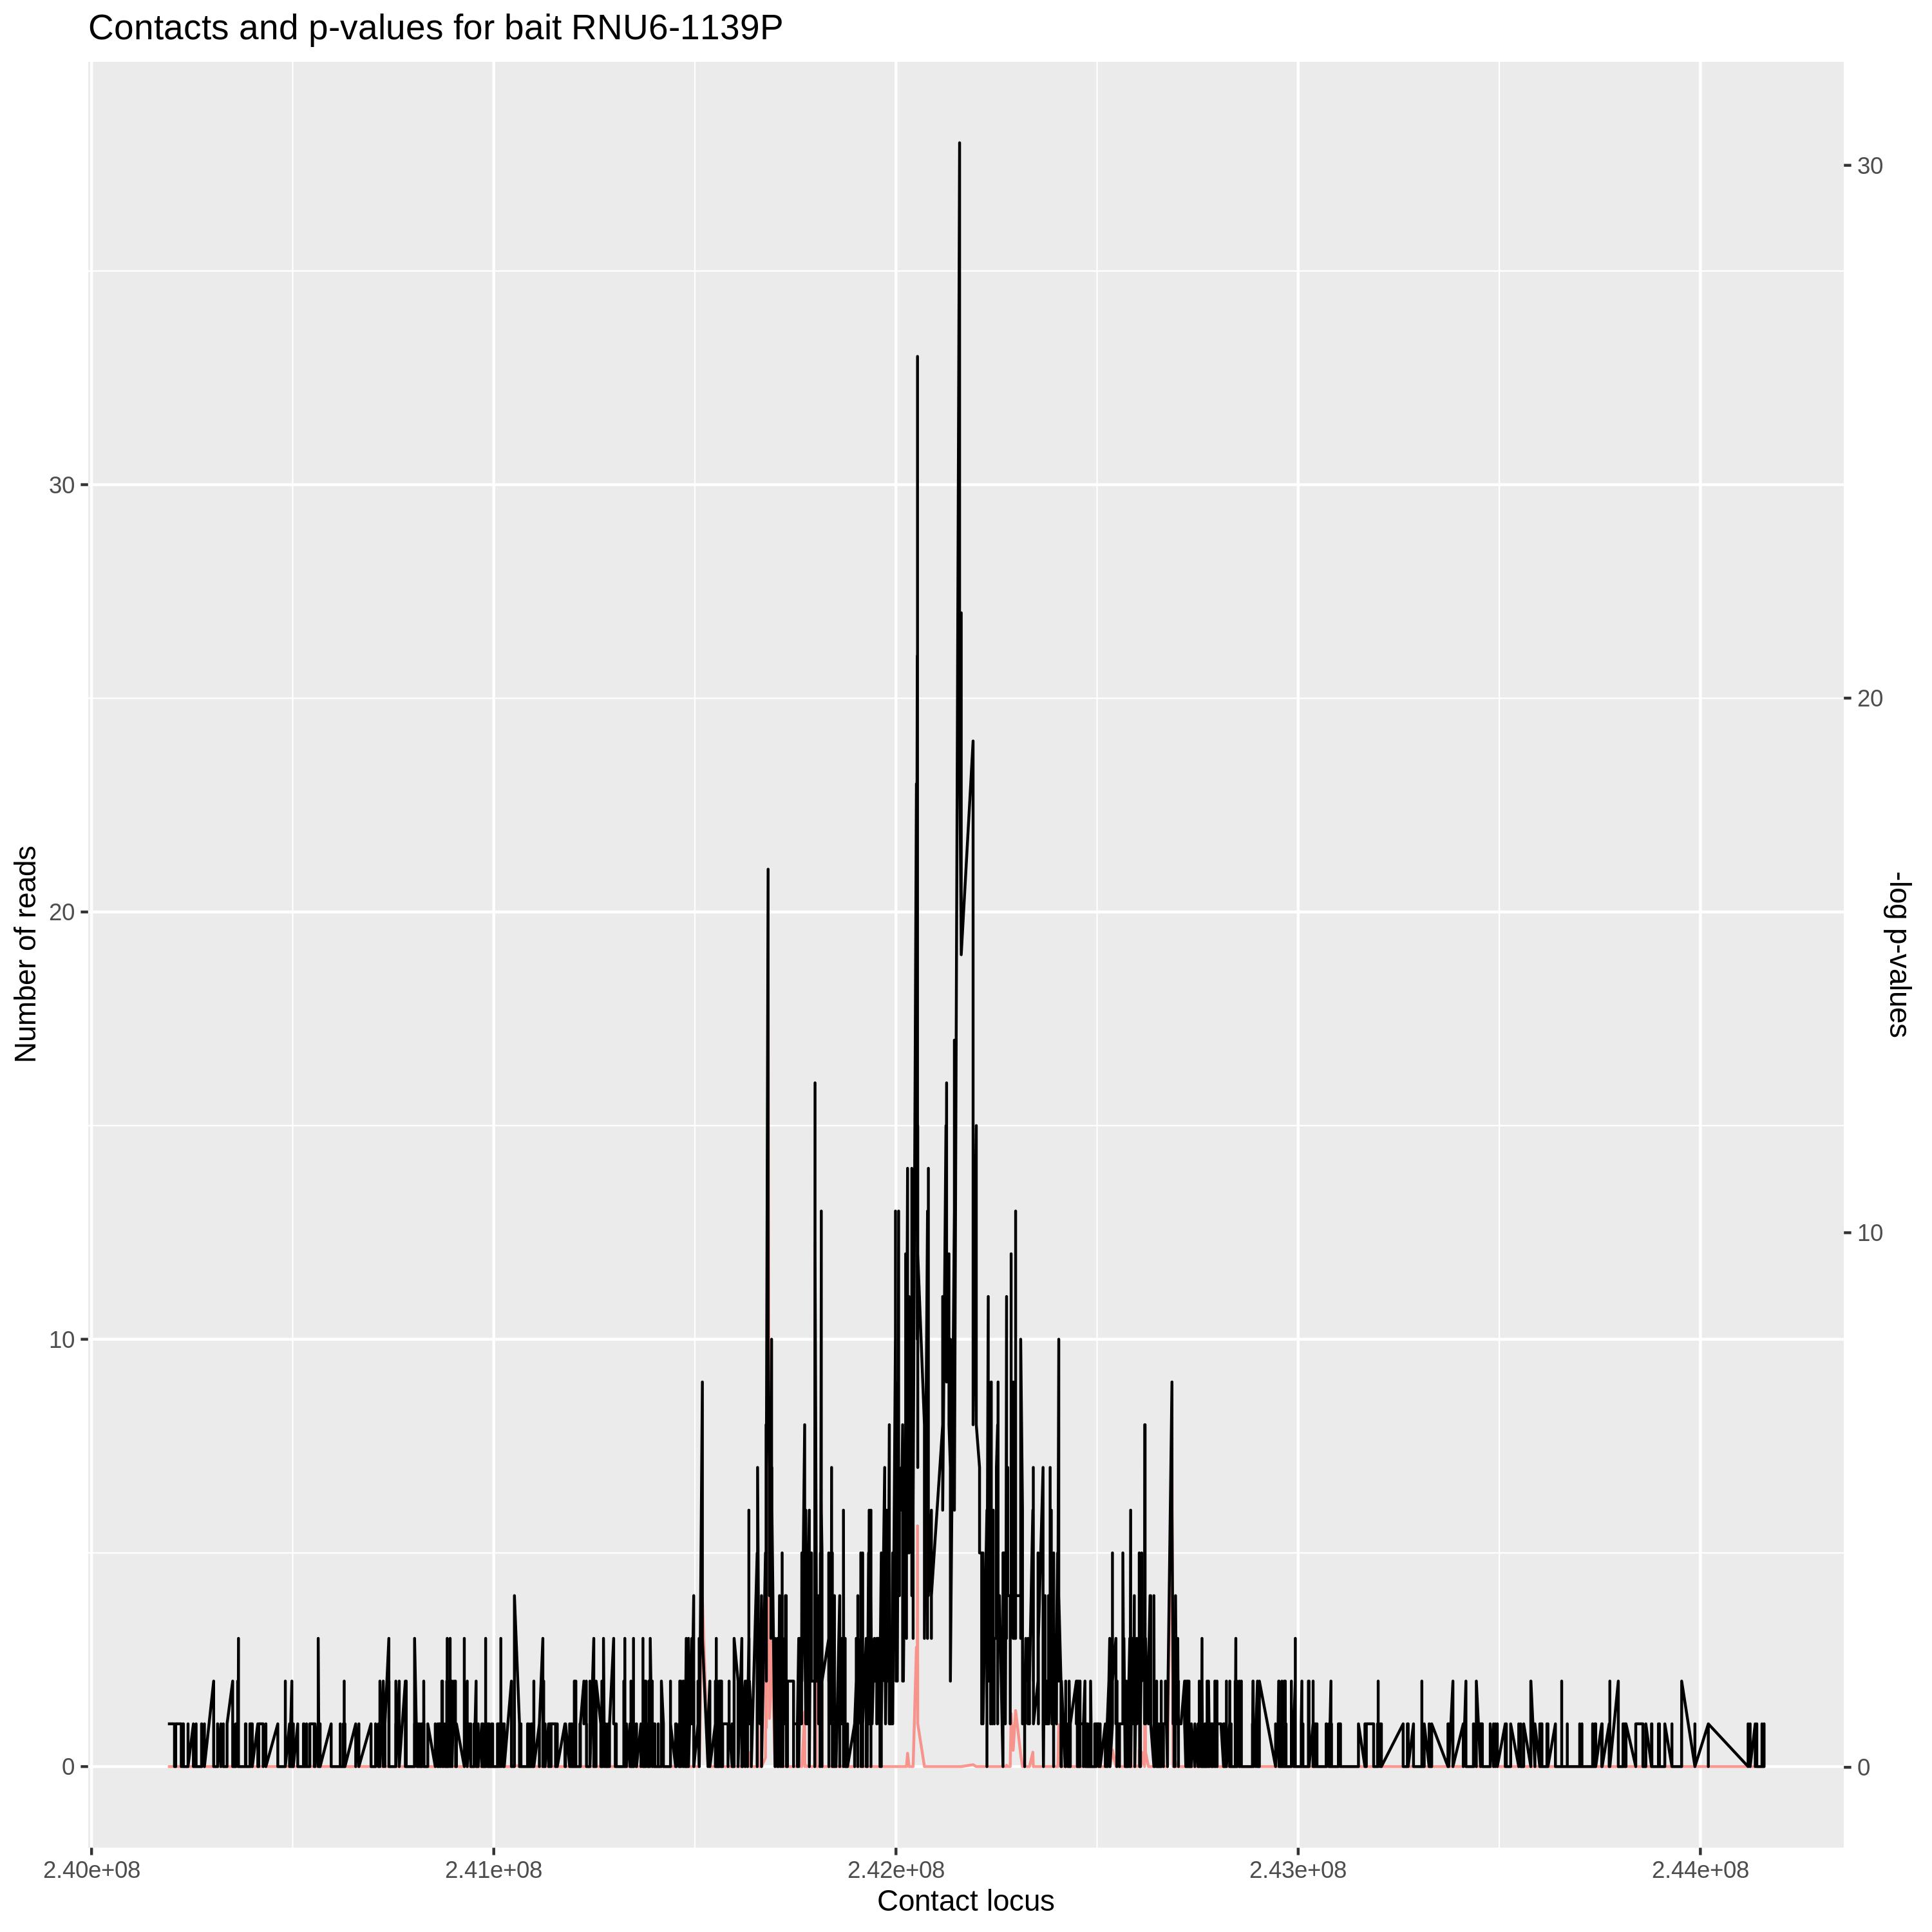 Contacts and p-values for bait RNU6-1139P
30
20
10
0
Number of reads
30
20
10
0
-log p-values
2.40e+08
2.41e+08
2.42e+08
2.43e+08
2.44e+08
Contact locus